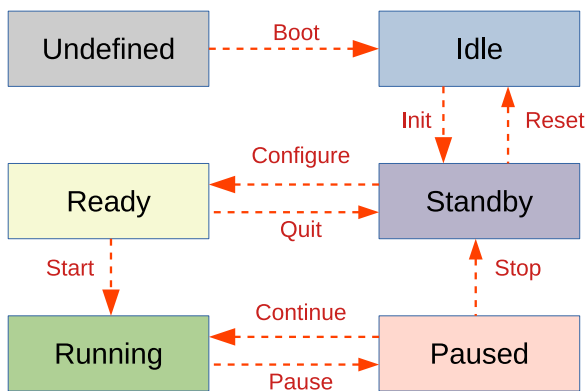 Undefined
Boot
Idle
Init
Reset
Configure
Ready
Standby
Quit
Start
Stop
Continue
Running
Paused
Pause